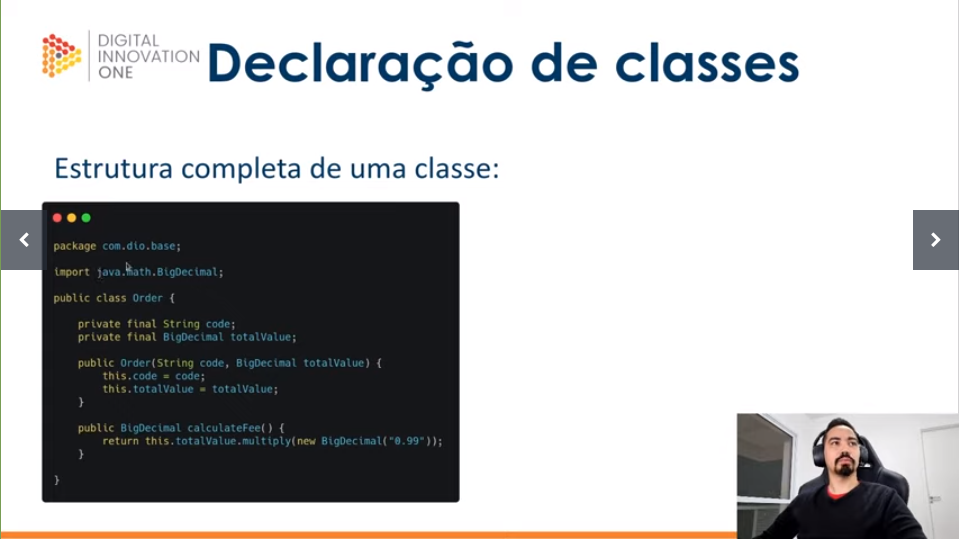 DIGITAL
INNOVATION
ONE
Declaração de classes
Estrutura completa de uma classe:
package com.dio.base;
import java.math.BigDecimal;
public class Order {
private final String code;
private final BigDecimal totalValue;
public Order(String code, BigDecimal totalValue) {
this.code = code;
this.totalValue = totalValue;
}
public BigDecimal calculateFee() {
return this.totalValue.multiply(new BigDecimal("0.99"));
}
}